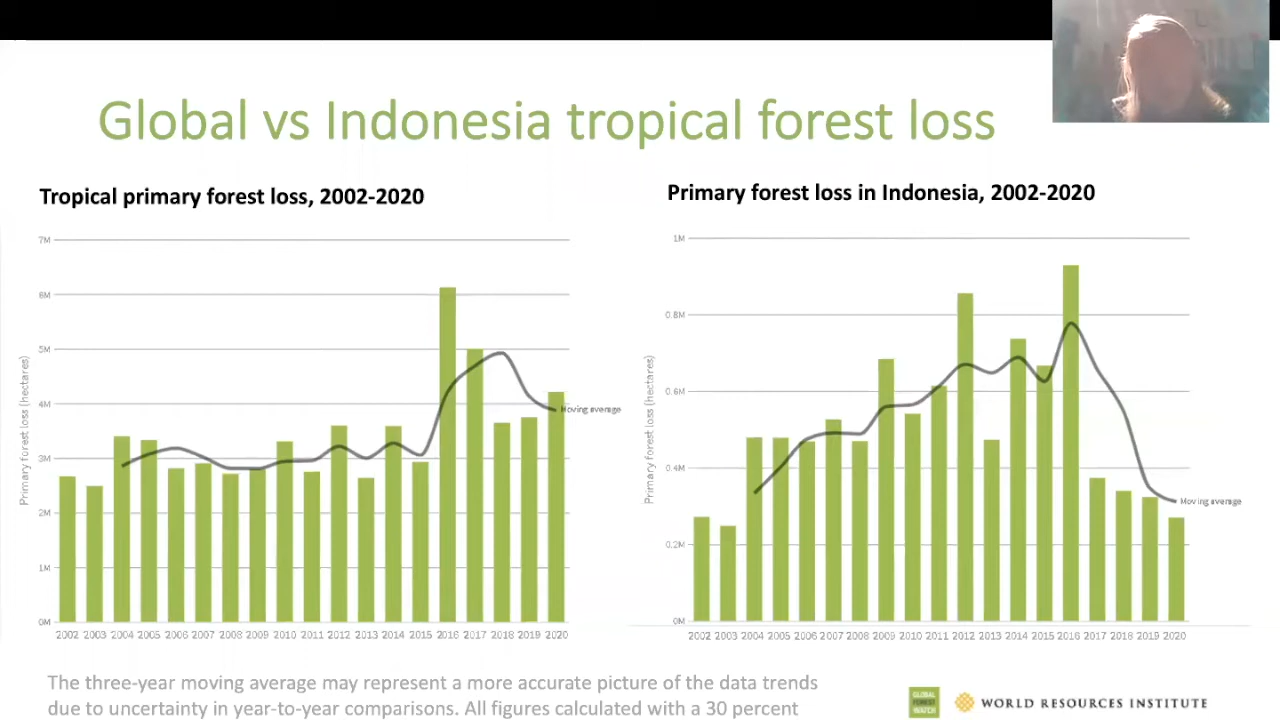 Global vs Indonesia tropical forest loss
Tropical primary forest loss, 2002-2020
7M
6M
5M
4M
3M
2M
1M
0M
Primary forest loss (hectares)
Moving average
2002 2003 2004 2005 2006 2007 2008 2009 2010 2011 2012 2013 2014 2015 2016 2017 2018 2019 2020
Primary forest loss in Indonesia, 2002-2020
1M
0.8M
0.6M
0.4M
0.2M
0M
Primary forest loss (hectares)
Moving average
2002 2003 2004 2005 2006 2007 2008 2009 2010 2011 2012 2013 2014 2015 2016 2017 2018 2019 2020
The three-year moving average may represent a more accurate picture of the data trends
due to uncertainty in year-to-year comparisons. All figures calculated with a 30 percent
GLOBAL
FOREST
WATCH
WORLD RESOURCES INSTITUTE